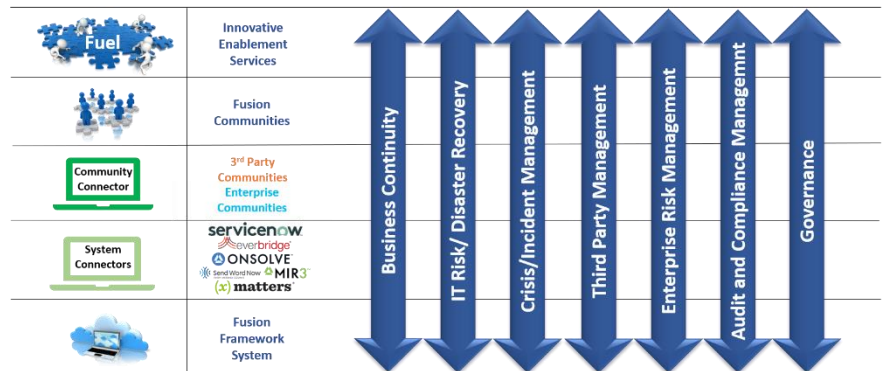 Fuel
Innovative
Enablement
Services
Fusion
Communities
Community
Connector
3rd Party
Communities
Enterprise
Communities
System
Connectors
servicenow
everbridge
ONSOLVE
Send Word Now
MIR3
(x) matters
Fusion
Framework
System
Business Continuity
IT Risk/ Disaster Recovery
Crisis/Incident Management
Third Party Management
Enterprise Risk Management
Audit and Compliance Managemnt
Governance